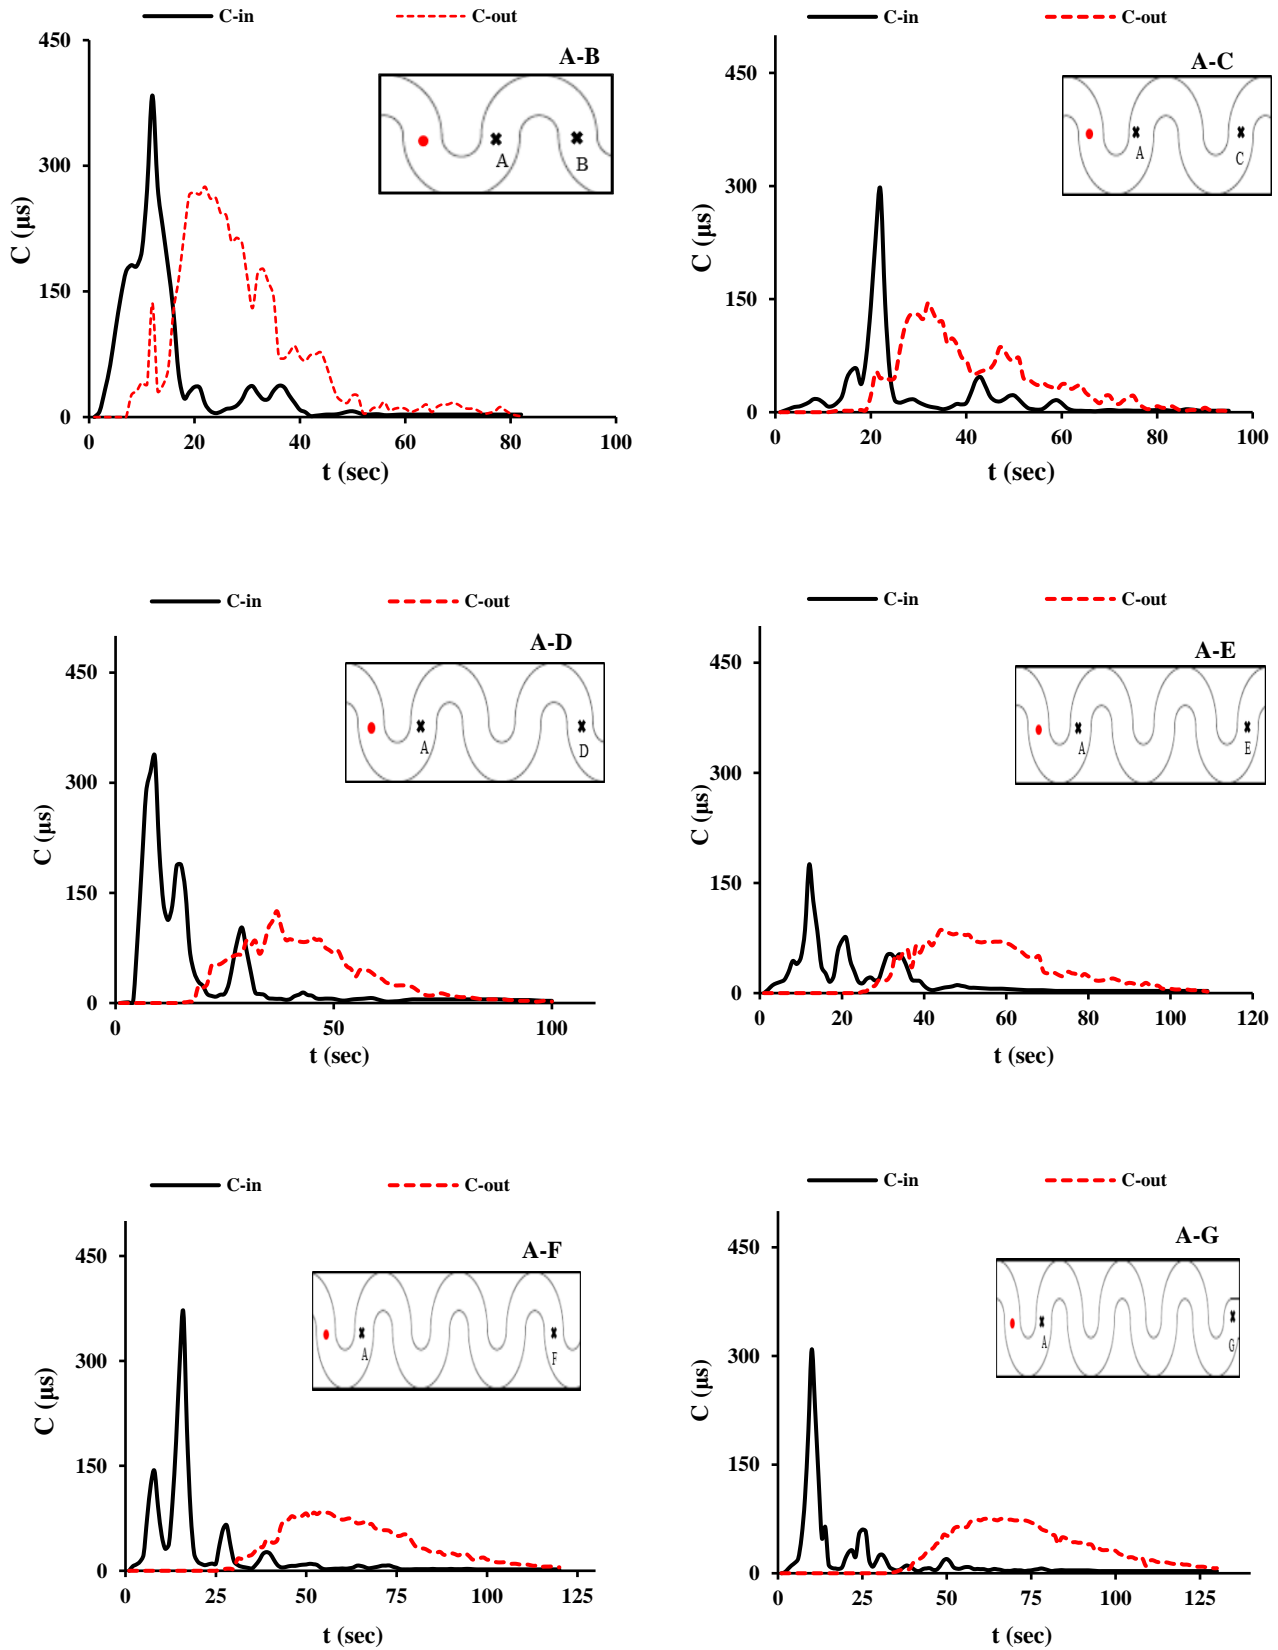 C-in C-out
A-B
C (µs)
450
300
150
0
A
B
0 20 40 60 80 100
t (sec)
C-in C-out
A-C
C (µs)
450
300
150
0
A
C
0 20 40 60 80 100
t (sec)
C-in C-out
A-D
C (µs)
450
300
150
0
A
D
0 50 100
t (sec)
C-in C-out
A-E
C (µs)
450
300
150
0
A
E
0 20 40 60 80 100 120
t (sec)
C-in C-out
A-F
C (µs)
450
300
150
0
A
F
0 25 50 75 100 125
t (sec)
C-in C-out
A-G
C (µs)
450
300
150
0
A
G
0 25 50 75 100 125
t (sec)